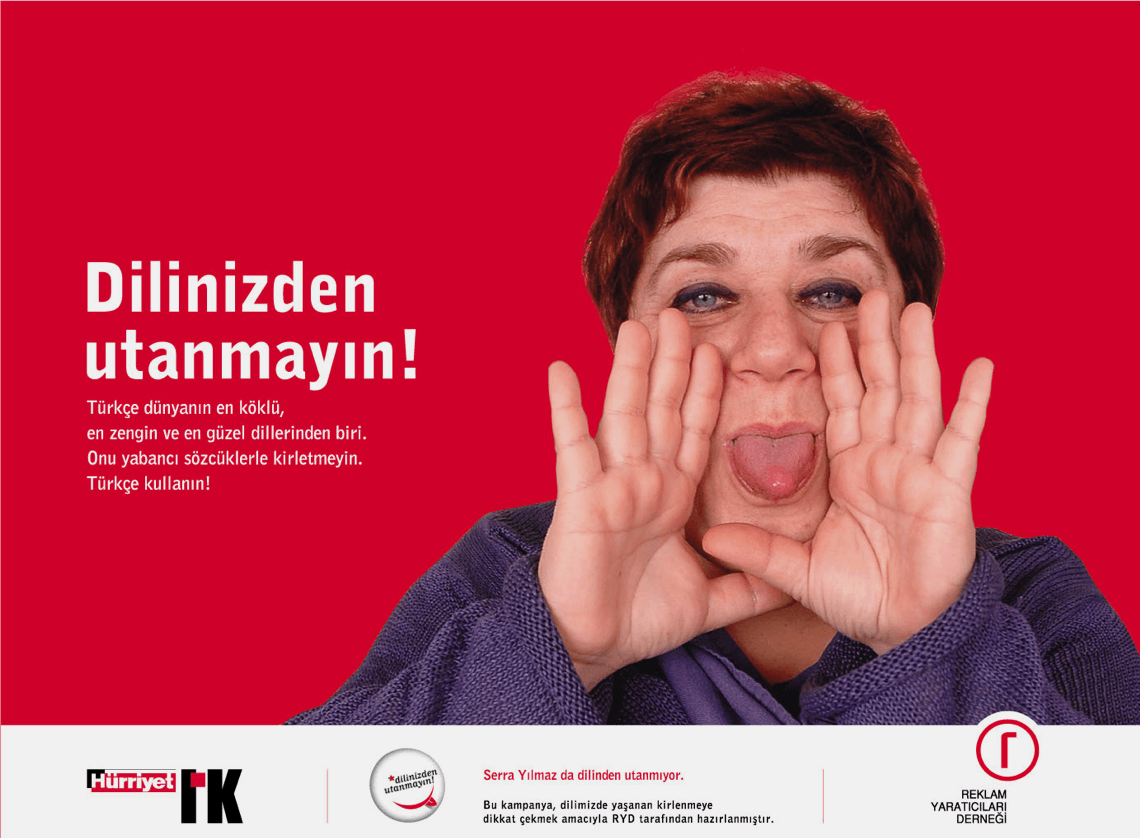 Dilinizden
utanmayın!
Türkçe dünyanın en köklü,
en zengin ve en güzel dillerinden biri.
Onu yabancı sözcüklerle kirletmeyin.
Türkçe kullanın!
Hürriyet
İK
*dilinizden
utanmayın!
Serra Yılmaz da dilinden utanmıyor.
Bu kampanya, dilimizde yaşanan kirlenmeye
dikkat çekmek amacıyla RYD tarafından hazırlanmıştır.
r
REKLAM
YARATICILARI
DERNEĞİ